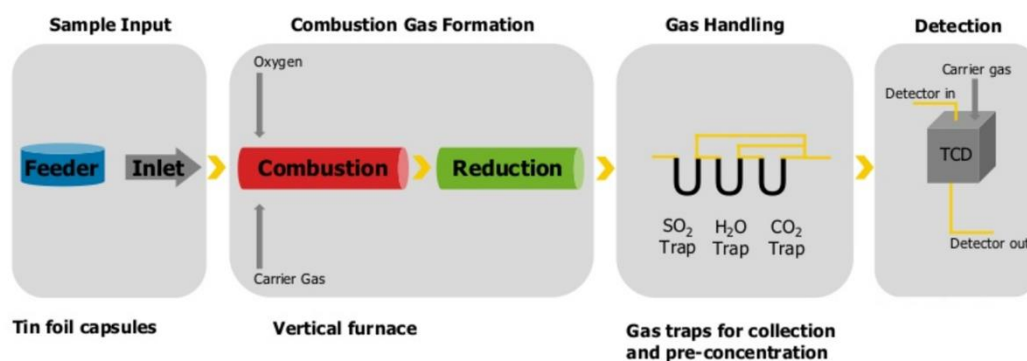 Sample Input
Combustion Gas Formation
Gas Handling
Detection
Oxygen
Carrier gas
Detector in
Feeder
Inlet
Combustion
Reduction
TCD
SO₂
Trap
H₂O
Trap
CO₂
Trap
Detector out
Carrier Gas
Tin foil capsules
Vertical furnace
Gas traps for collection
and pre-concentration